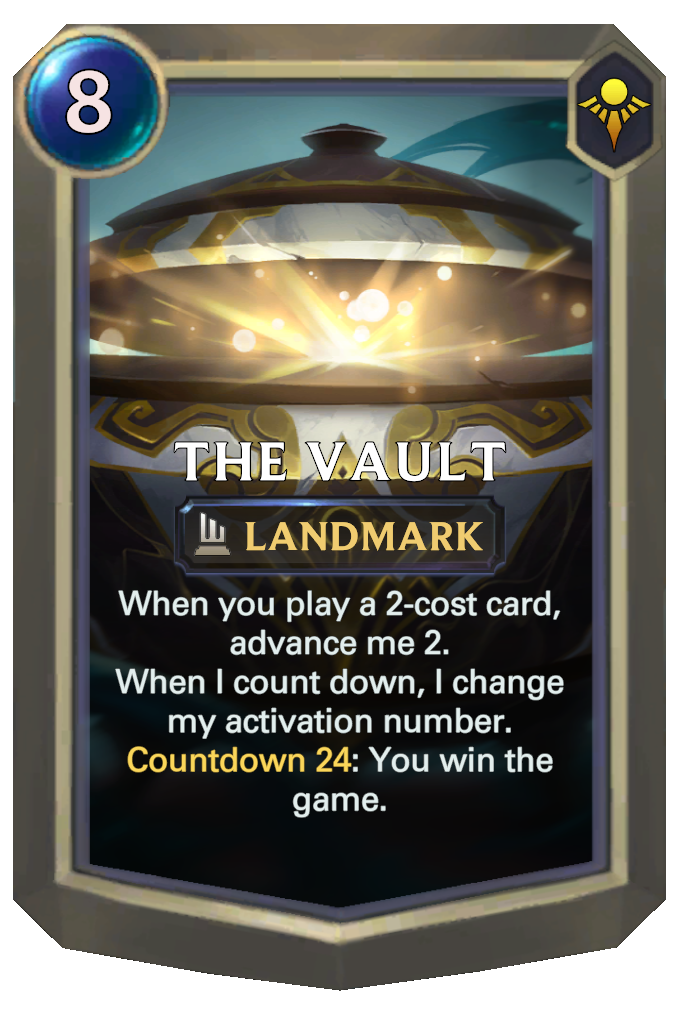 8
THE VAULT
LANDMARK
When you play a 2-cost card,
advance me 2.
When I count down, I change
my activation number.
Countdown 24: You win the
game.